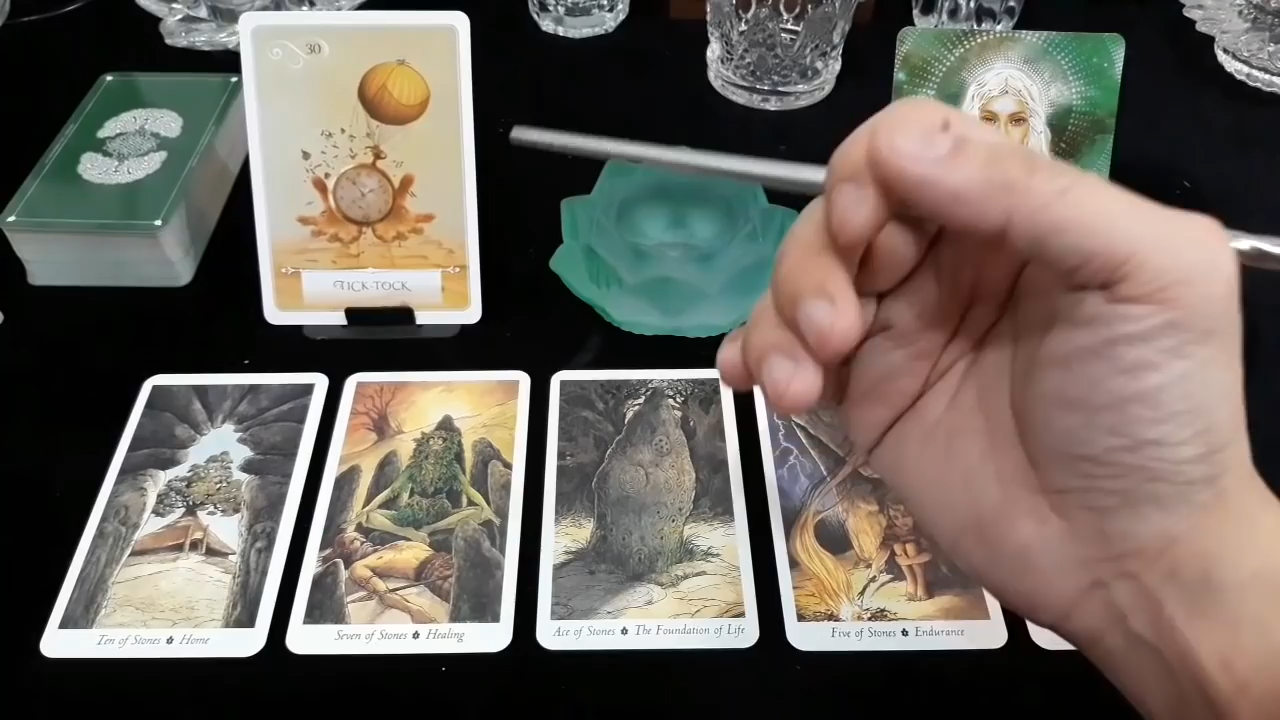 30
TICK-TOCK
Ten of Stones Home
Seven of Stones Healing
Ace of Stones The Foundation of Life
Five of Stones Endurance